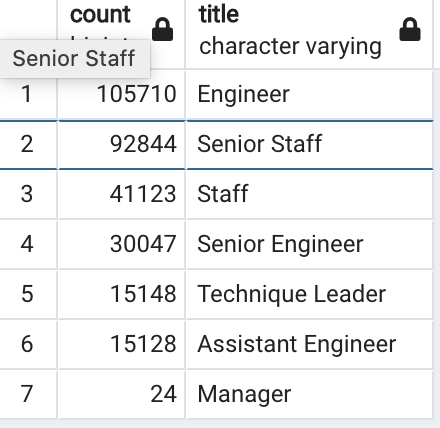 count title
character varying
Senior Staff
1 105710 Engineer
2 92844 Senior Staff
3 41123 Staff
4 30047 Senior Engineer
5 15148 Technique Leader
6 15128 Assistant Engineer
7 24 Manager